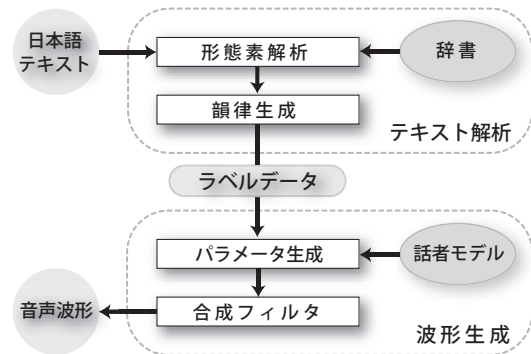 日本語
テキスト
形態素解析
辞書
韻律生成
テキスト解析
ラベルデータ
パラメータ生成
話者モデル
音声波形
合成フィルタ
波形生成